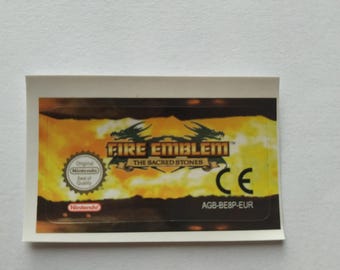 FIRE EMBLEM
THE SACRED STONES
Original
Nintendo
Seal of
Quality
CE
Nintendo
AGB-BE8P-EUR